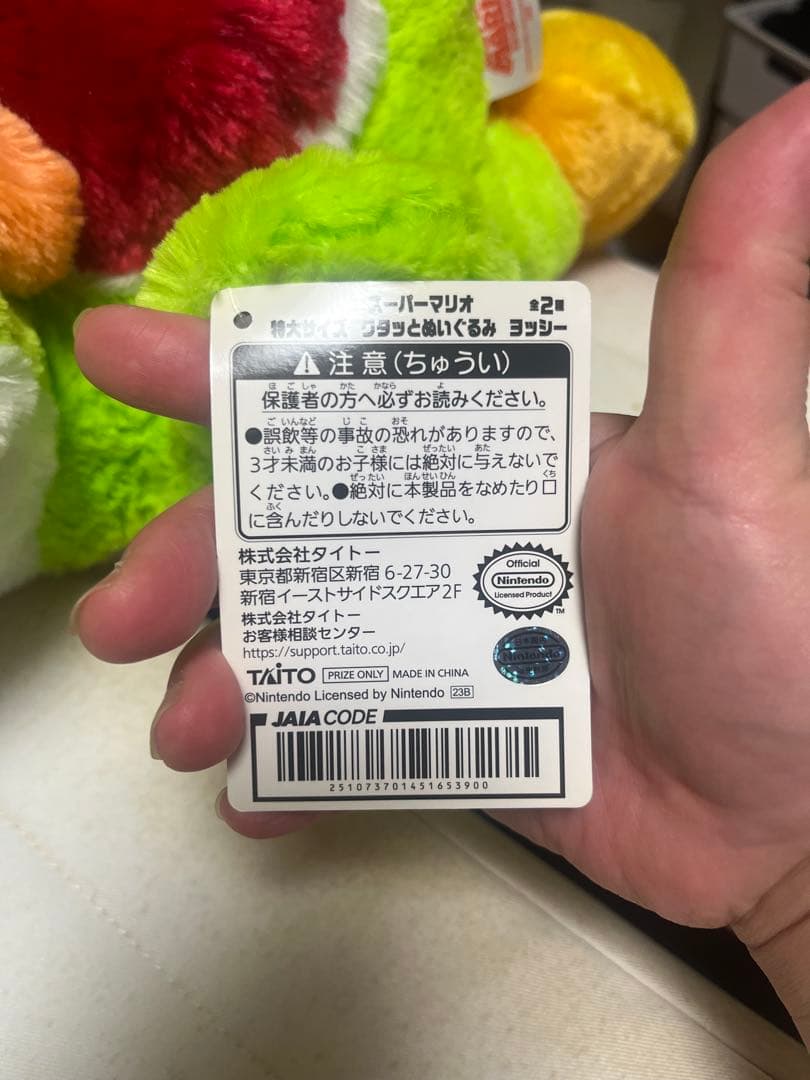 スーパーマリオ 全2種
特大サイズ クタッとぬいぐるみ ヨッシー
注意(ちゅうい)
保護者の方へ必ずお読みください。
●誤飲等の事故の恐れがありますので、
3才未満のお子様には絶対に与えないで
ください。●絶対に本製品をなめたり口
に含んだりしないでください。
株式会社タイトー
東京都新宿区新宿 6-27-30
新宿イーストサイドスクエア2F
株式会社タイトー
お客様相談センター
https://support.taito.co.jp/
Official
Nintendo
Licensed Product
TM
Nintendo
TAITO PRIZE ONLY MADE IN CHINA
©Nintendo Licensed by Nintendo 23B
JAIA CODE
251073701451653900